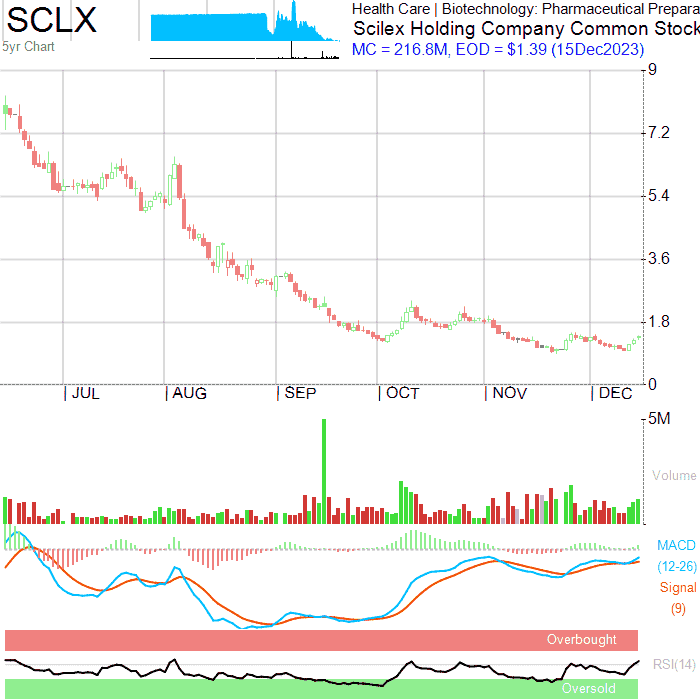 SCLX
5yr Chart
Health Care | Biotechnology: Pharmaceutical Prepara
Scilex Holding Company Common Stock
MC = 216.8M, EOD = $1.39 (15Dec2023)
9
7.2
5.4
3.6
1.8
0
| JUL | AUG | SEP | OCT | NOV | DEC
5M
Volume
MACD
(12-26)
Signal
(9)
Overbought
RSI(14)
Oversold